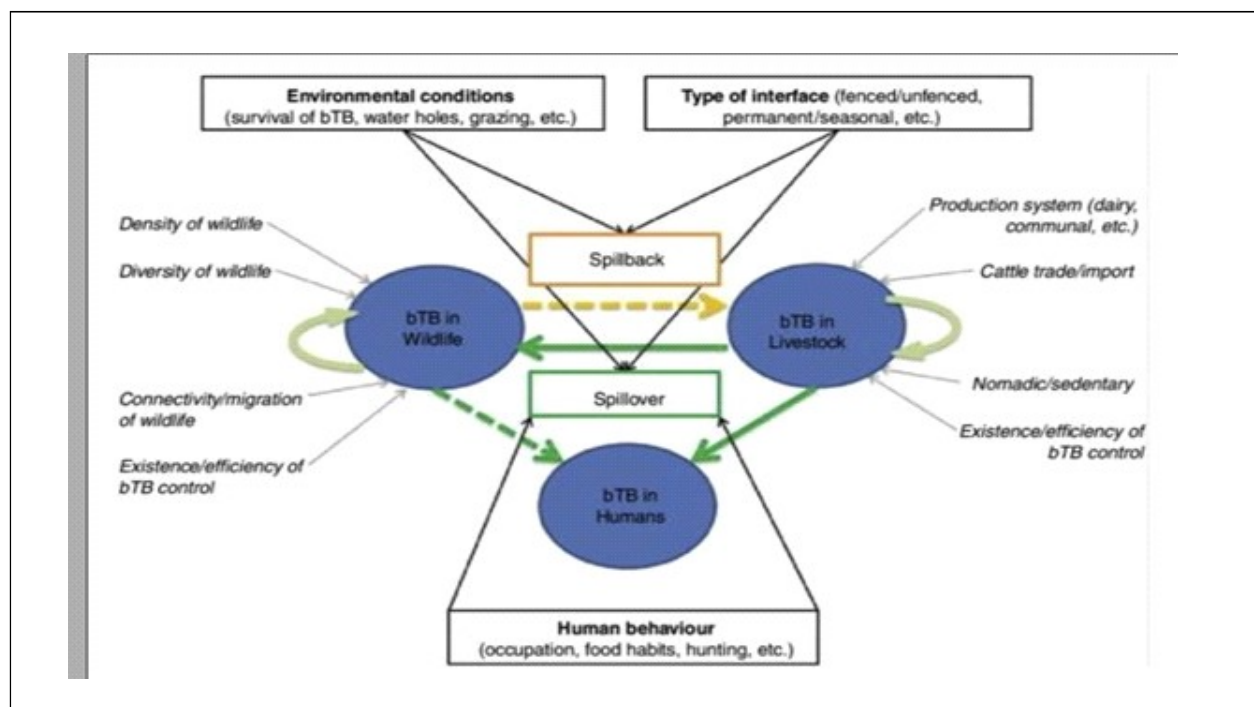 Environmental conditions
(survival of bTB, water holes, grazing, etc.)
Type of interface (fenced/unfenced,
permanent/seasonal, etc.)
Density of wildlife
Diversity of wildlife
Production system (dairy,
communal, etc.)
Cattle trade/import
Spillback
bTB in
Wildlife
bTB in
Livestock
Connectivity/migration
of wildlife
Existence/efficiency of
bTB control
Nomadic/sedentary
Existence/efficiency of
bTB control
Spillover
bTB in
Humans
Human behaviour
(occupation, food habits, hunting, etc.)